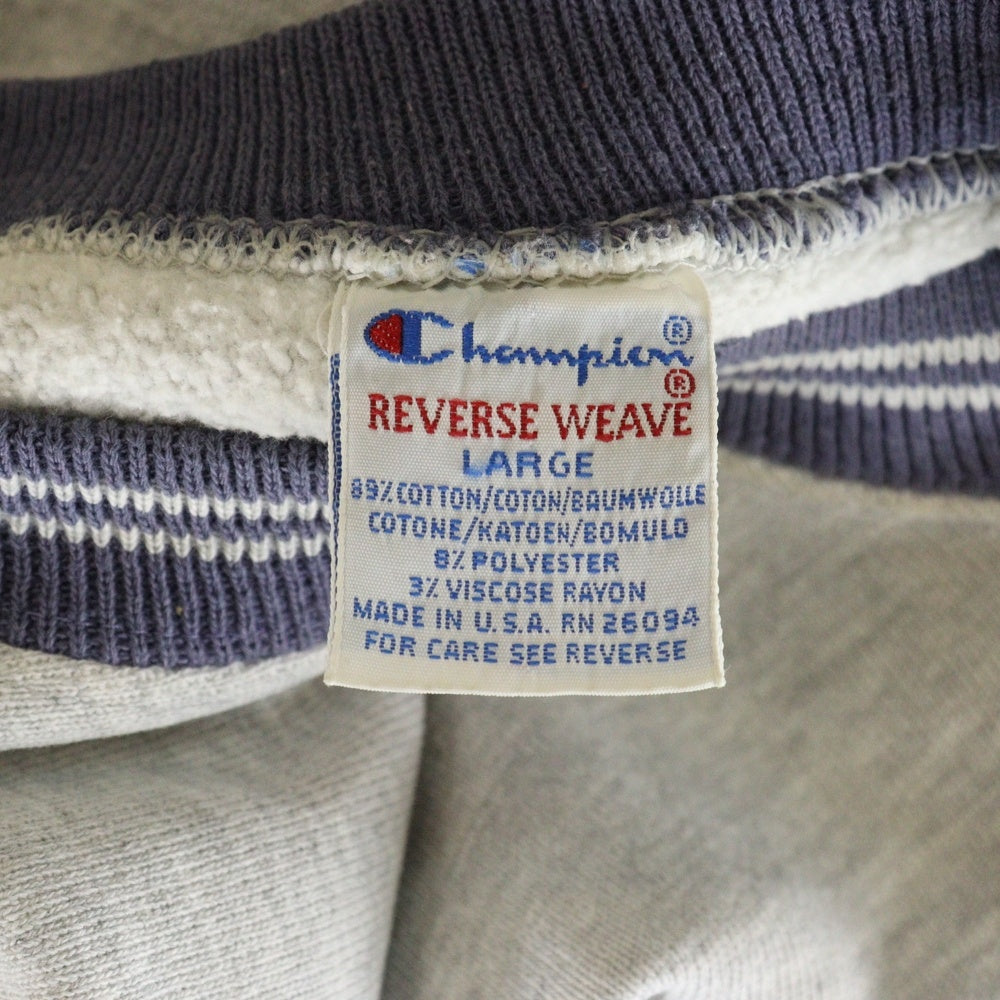 Champion®
REVERSE WEAVE®
LARGE
89% COTTON/COTON/BAUMWOLLE
COTONE/KATOEN/BOMULD
8% POLYESTER
3% VISCOSE RAYON
MADE IN U.S.A. RN 26094
FOR CARE SEE REVERSE